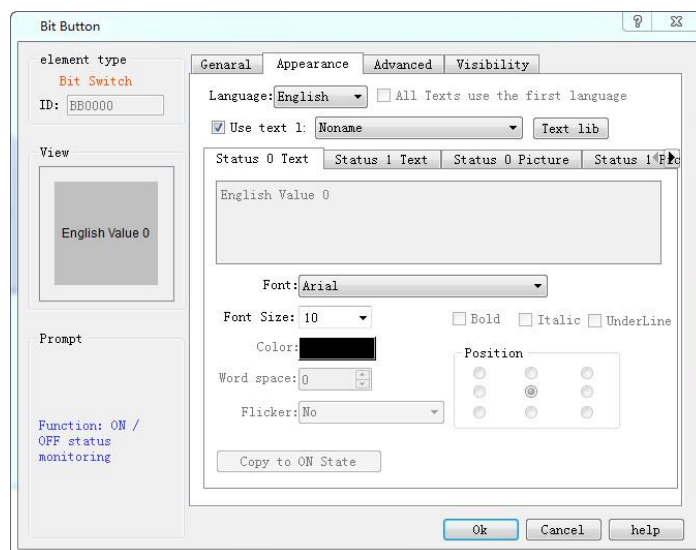 Bit Button
element type
Bit Switch
ID: BB0000
View
English Value 0
Prompt
Function: ON /
OFF status
monitoring
Genaral Appearance Advanced Visibility
Language: English All Texts use the first language
Use text l: Noname Text lib
Status 0 Text Status 1 Text Status 0 Picture Status 1
English Value 0
Font: Arial
Font Size: 10 Bold Italic UnderLine
Color:
Position
Word space: 0
Flicker: No
Copy to ON State
Ok Cancel help